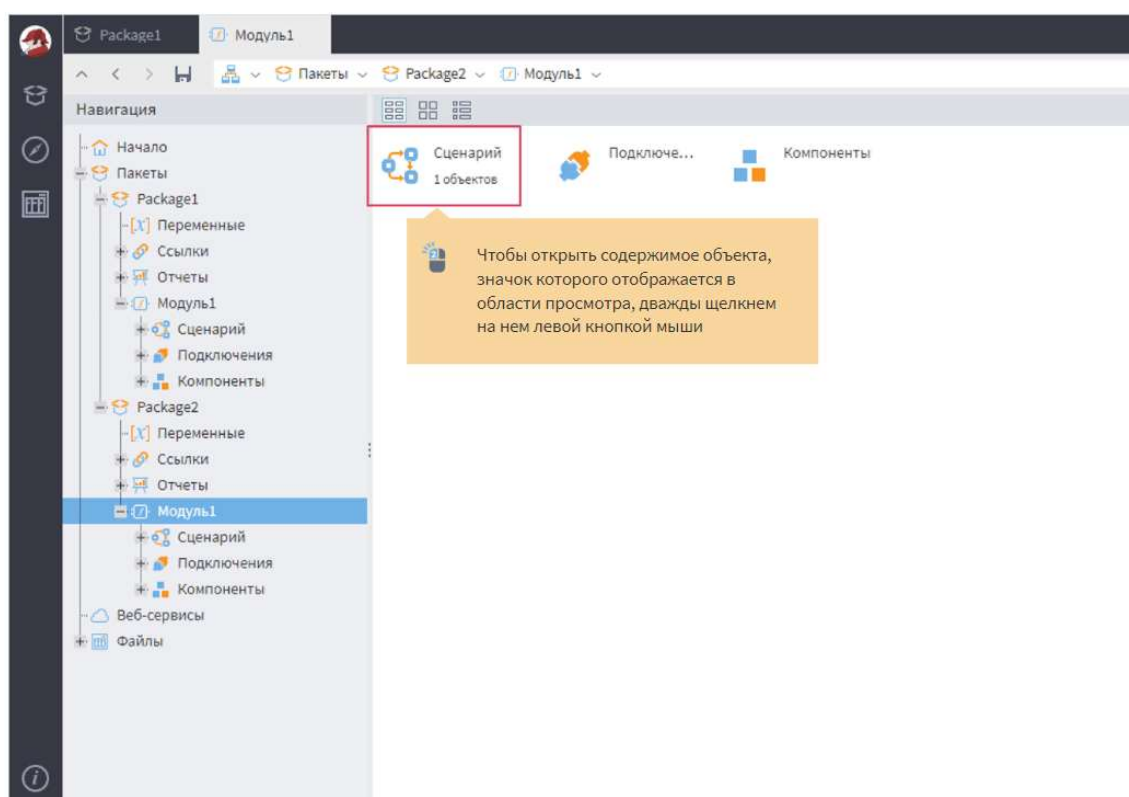 Package1
Модуль1
Пакеты
Package2
Модуль1
Навигация
Начало
Пакеты
Package1
[X] Переменные
Ссылки
Отчеты
Модуль1
Сценарий
Подключения
Компоненты
Package2
[X] Переменные
Ссылки
Отчеты
Модуль1
Сценарий
Подключения
Компоненты
Веб-сервисы
Файлы
Сценарий
1 объектов
Подключе...
Компоненты
Чтобы открыть содержимое объекта,
значок которого отображается в
области просмотра, дважды щелкнем
на нем левой кнопкой мыши